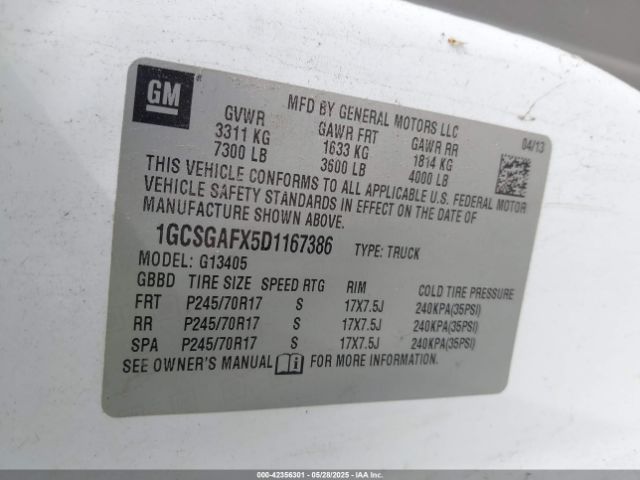 GM
MFD BY GENERAL MOTORS LLC
GVWR GAWR FRT GAWR RR 04/13
3311 KG 1633 KG 1814 KG
7300 LB 3600 LB 4000 LB
THIS VEHICLE CONFORMS TO ALL APPLICABLE U.S. FEDERAL MOTOR
VEHICLE SAFETY STANDARDS IN EFFECT ON THE DATE OF
MANUFACTURE SHOWN ABOVE.
1GCSGAFX5D1167386 TYPE: TRUCK
MODEL: G13405
GBBD TIRE SIZE SPEED RTG RIM COLD TIRE PRESSURE
FRT P245/70R17 S 17X7.5J 240KPA(35PSI)
RR P245/70R17 S 17X7.5J 240KPA(35PSI)
SPA P245/70R17 S 17X7.5J 240KPA(35PSI)
SEE OWNER'S MANUAL i FOR MORE INFORMATION.
000-42356301 - 05/28/2025 - IAAI.COM